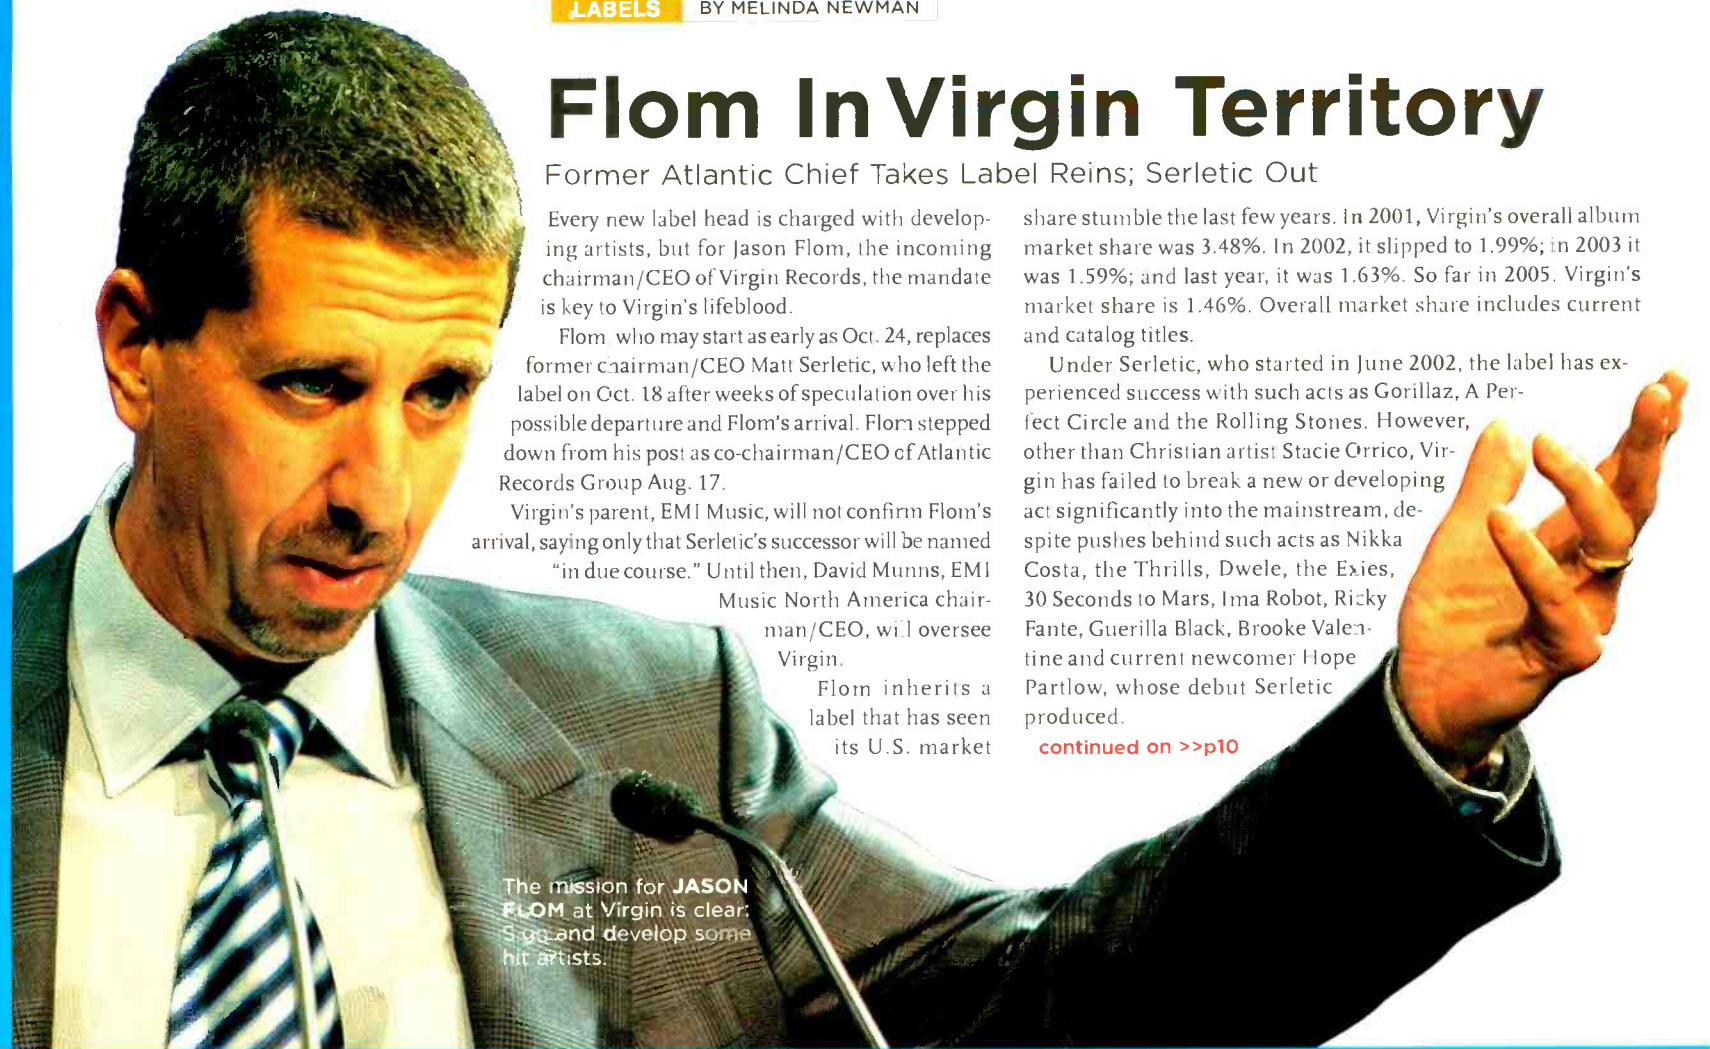 LABELS BY MELINDA NEWMAN
Flom In Virgin Territory
Former Atlantic Chief Takes Label Reins; Serletic Out
Every new label head is charged with develop-
ing artists, but for Jason Flom, the incoming
chairman/CEO of Virgin Records, the mandate
is key to Virgin's lifeblood.
Flom who may start as early as Oct. 24, replaces
former chairman/CEO Matt Serletic, who left the
label on Oct. 18 after weeks of speculation over his
possible departure and Flom's arrival. Flom stepped
down from his post as co-chairman/CEO of Atlantic
Records Group Aug. 17.
Virgin's parent, EMI Music, will not confirm Flom's
arrival, saying only that Serletic's successor will be named
"in due course." Until then, David Munns, EMI
Music North America chair-
man/CEO, will oversee
Virgin.
Flom inherits a
label that has seen
its U.S. market
share stumble the last few years. In 2001, Virgin's overall album
market share was 3.48%. In 2002, it slipped to 1.99%; in 2003 it
was 1.59%; and last year, it was 1.63%. So far in 2005, Virgin's
market share is 1.46%. Overall market share includes current
and catalog titles.
Under Serletic, who started in June 2002, the label has ex-
perienced success with such acts as Gorillaz, A Per-
fect Circle and the Rolling Stones. However,
other than Christian artist Stacie Orrico, Vir-
gin has failed to break a new or developing
act significantly into the mainstream, de-
spite pushes behind such acts as Nikka
Costa, the Thrills, Dwele, the Exies,
30 Seconds to Mars, Ima Robot, Ricky
Fante, Guerilla Black, Brooke Valen-
tine and current newcomer Hope
Partlow, whose debut Serletic
produced.
continued on >>p10
The mission for JASON
FLOM at Virgin is clear:
Sign and develop some
hit artists.